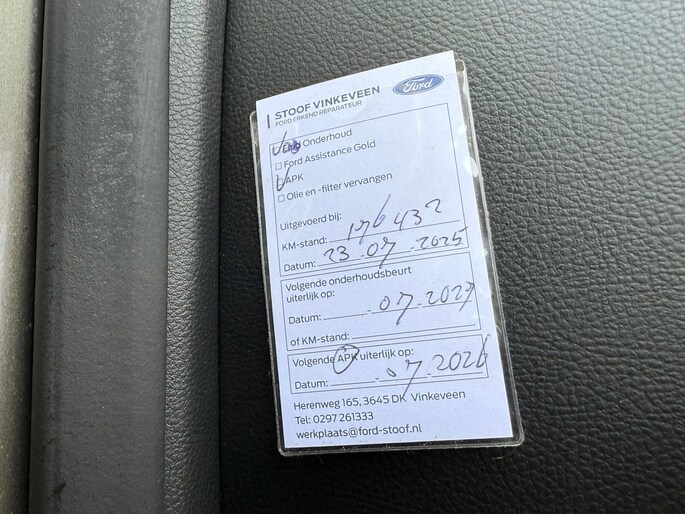 STOOF VINKEVEEN
FORD ERKEND REPARATEUR
Ford
Onderhoud
Ford Assistance Gold
APK
Olie en -filter vervangen
Uitgevoerd bij:
KM-stand: 176432
Datum: 23.07.2025
Volgende onderhoudsbeurt
uiterlijk op:
Datum: .07.2027
of KM-stand:
Volgende APK uiterlijk op:
Datum: .07.2026
Herenweg 165, 3645 DK Vinkeveen
Tel: 0297 261333
werkplaats@ford-stoof.nl